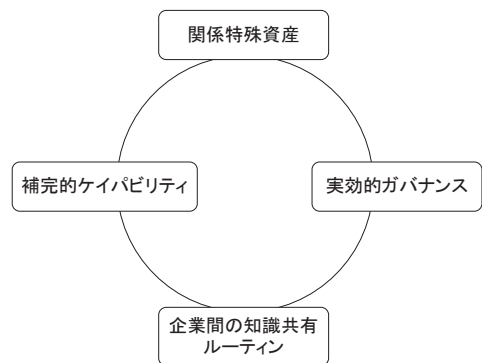 関係特殊資産
補完的ケイパビリティ
実効的ガバナンス
企業間の知識共有
ルーティン